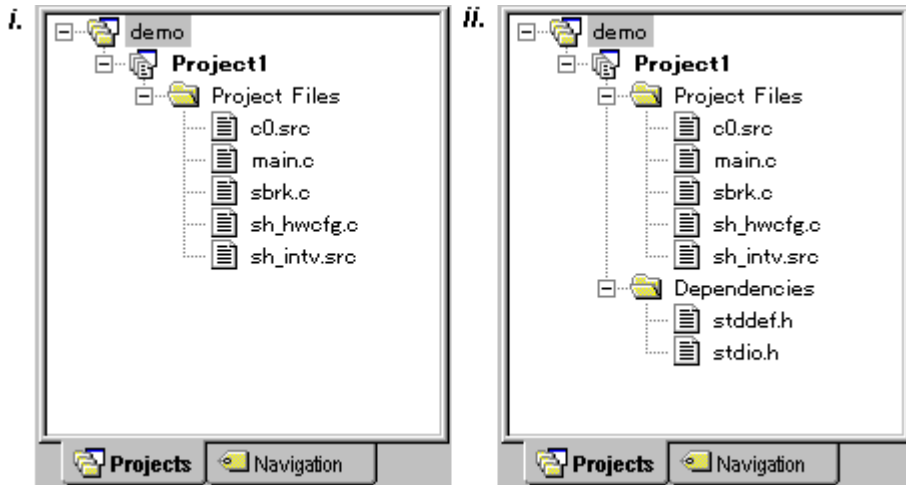 i.
demo
Project1
Project Files
c0.src
main.c
sbrk.c
sh_hwcfg.c
sh_intv.src
Projects
Navigation
ii.
demo
Project1
Project Files
c0.src
main.c
sbrk.c
sh_hwcfg.c
sh_intv.src
Dependencies
stddef.h
stdio.h
Projects
Navigation